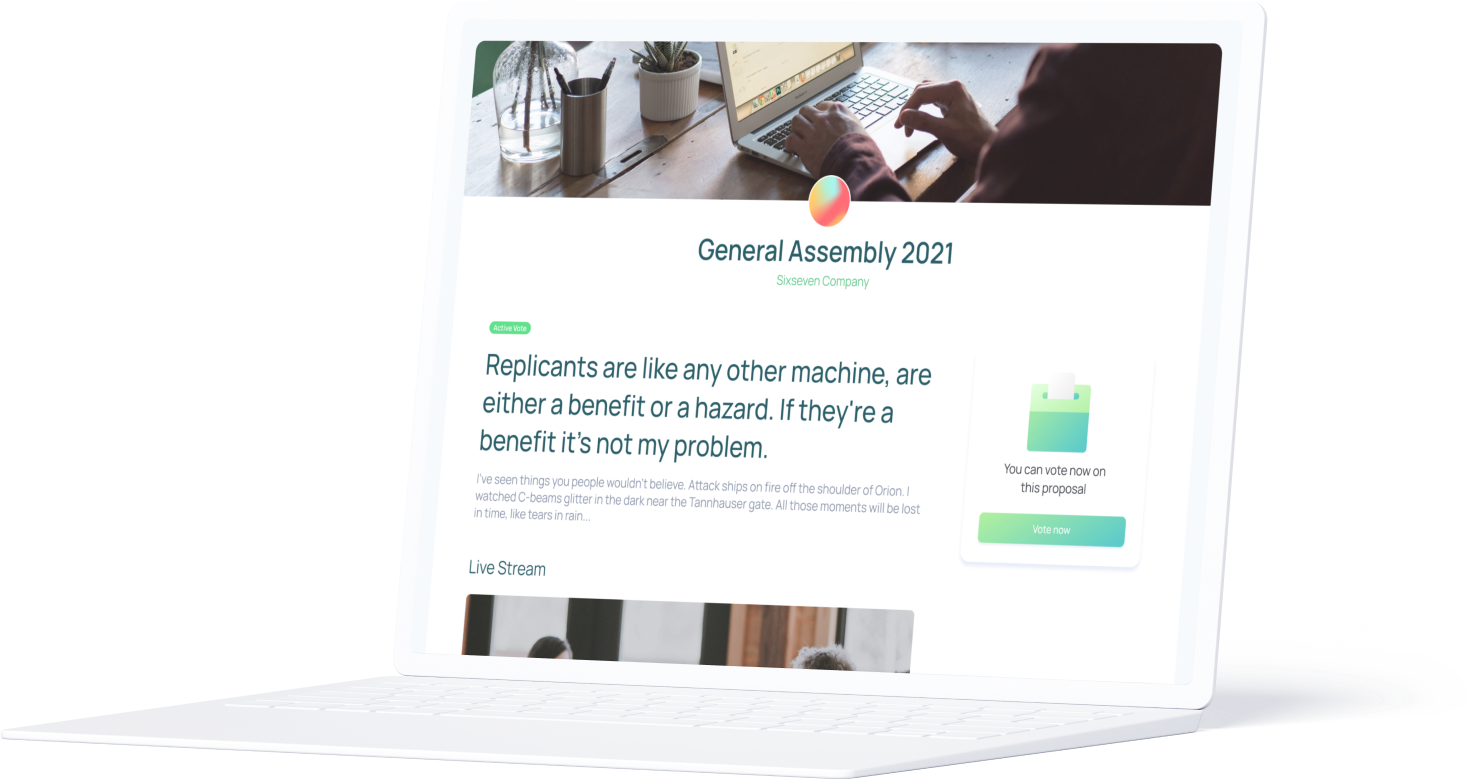 General Assembly 2021
Sixseven Company
Active Vote
Replicants are like any other machine, are
either a benefit or a hazard. If they're a
benefit it's not my problem.
I've seen things you people wouldn't believe. Attack ships on fire off the shoulder of Orion. I
watched C-beams glitter in the dark near the Tannhauser gate. All those moments will be lost
in time, like tears in rain...
You can vote now on
this proposal
Vote now
Live Stream